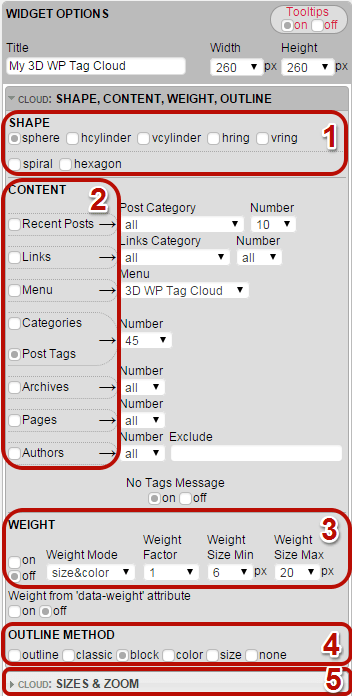 WIDGET OPTIONS
Tooltips
on off
Title
Width
Height
My 3D WP Tag Cloud
260 px
260 px
CLOUD: SHAPE, CONTENT, WEIGHT, OUTLINE
SHAPE
sphere hcylinder vcylinder hring vring
1
spiral hexagon
CONTENT
2
Post Category
Number
Recent Posts → all 10
Links Category
Number
Links → all all
Menu
Menu → 3D WP Tag Cloud
Categories
Number
→ 45
Post Tags
Number
Archives → all
Number
Pages → all
Number
Exclude
Authors → all
No Tags Message
on off
WEIGHT
3
on
off
Weight Mode
size&color
Weight Factor
1
Weight Size Min
6 px
Weight Size Max
20 px
Weight from 'data-weight' attribute
on off
OUTLINE METHOD
4
outline classic block color size none
CLOUD: SIZES & ZOOM
5